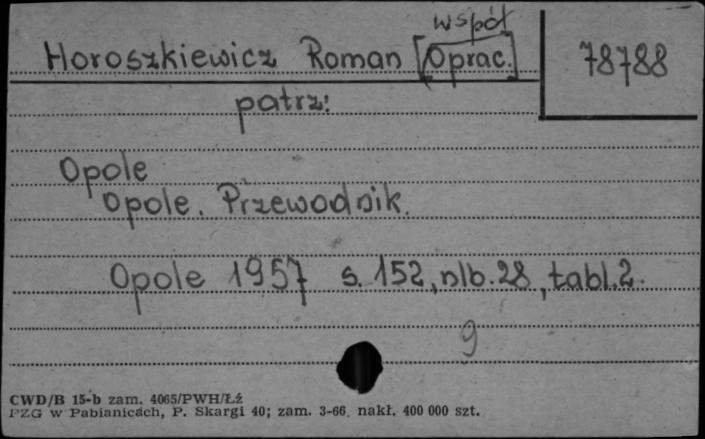 współ
Horoszkiewicz Roman [Oprac.] 78788
patrz:
Opole
Opole. Przewodnik.
Opole 1957 s. 152, nlb. 28, tabl. 2.
9
CWD/B 15-b zam. 4065/PWH/Łź
PZG w Pabianicach, P. Skargi 40; zam. 3-66, nakł. 400 000 szt.